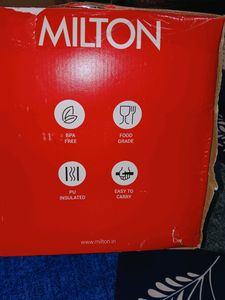 MILTON
BPA
FREE
FOOD
GRADE
PU
INSULATED
EASY TO
CARRY
www.milton.in